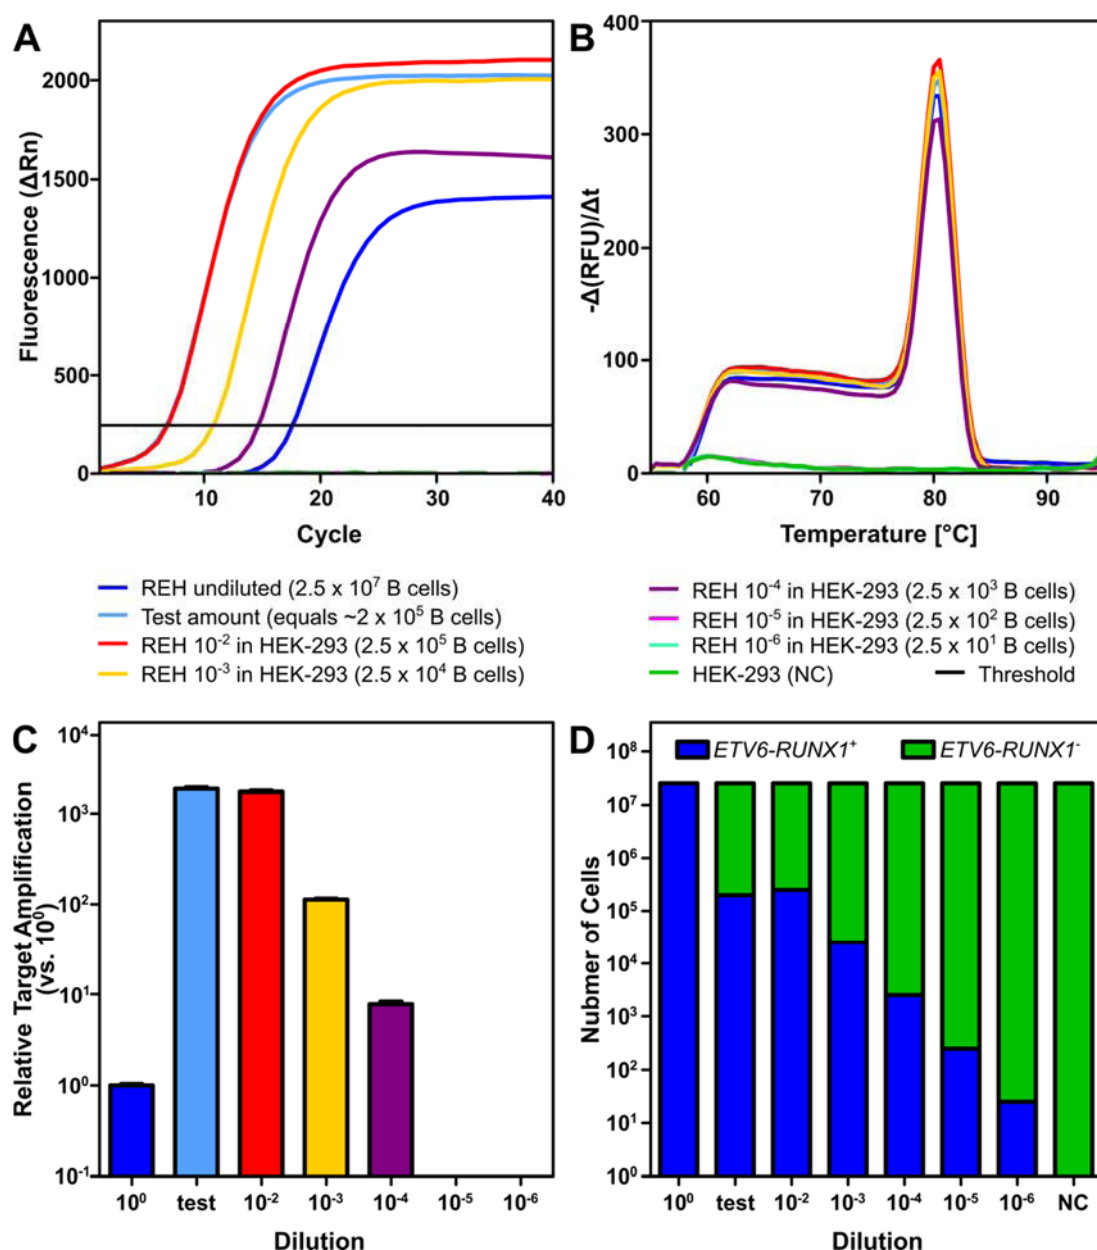 A
Fluorescence (ΔRn)
2000
1500
1000
500
0
10
20
30
40
Cycle
B
-Δ(RFU)/Δt
400
300
200
100
0
60
70
80
90
Temperature [°C]
REH undiluted (2.5 x 10⁷ B cells)
Test amount (equals ~2 x 10⁵ B cells)
REH 10⁻² in HEK-293 (2.5 x 10⁵ B cells)
REH 10⁻³ in HEK-293 (2.5 x 10⁴ B cells)
REH 10⁻⁴ in HEK-293 (2.5 x 10³ B cells)
REH 10⁻⁵ in HEK-293 (2.5 x 10² B cells)
REH 10⁻⁶ in HEK-293 (2.5 x 10¹ B cells)
HEK-293 (NC)
Threshold
C
Relative Target Amplification
(vs. 10⁰)
10⁴
10³
10²
10¹
10⁰
10⁻¹
10⁰
test
10⁻²
10⁻³
10⁻⁴
10⁻⁵
10⁻⁶
Dilution
D
ETV6-RUNX1⁺
ETV6-RUNX1⁻
Nubmer of Cells
10⁸
10⁷
10⁶
10⁵
10⁴
10³
10²
10¹
10⁰
10⁰
test
10⁻²
10⁻³
10⁻⁴
10⁻⁵
10⁻⁶
NC
Dilution